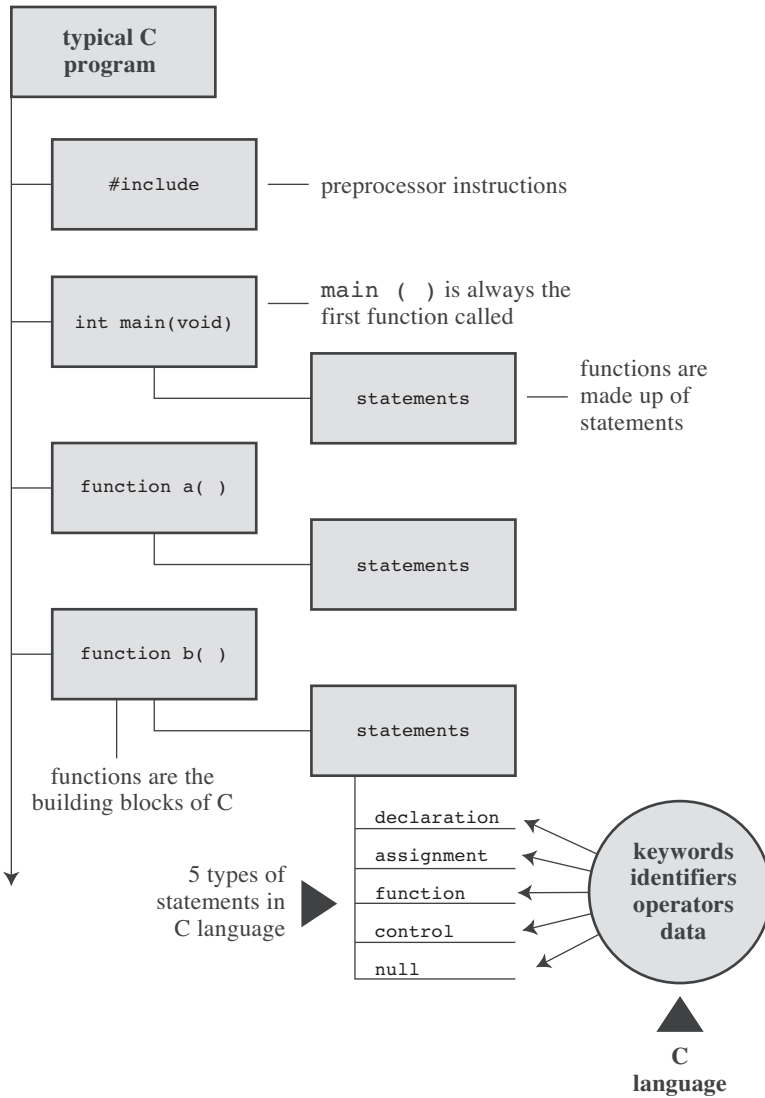 typical C
program
#include
preprocessor instructions
main ( ) is always the
first function called
int main(void)
statements
functions are
made up of
statements
function a( )
statements
function b( )
statements
functions are the
building blocks of C
declaration
assignment
function
control
null
5 types of
statements in
C language
keywords
identifiers
operators
data
C
language